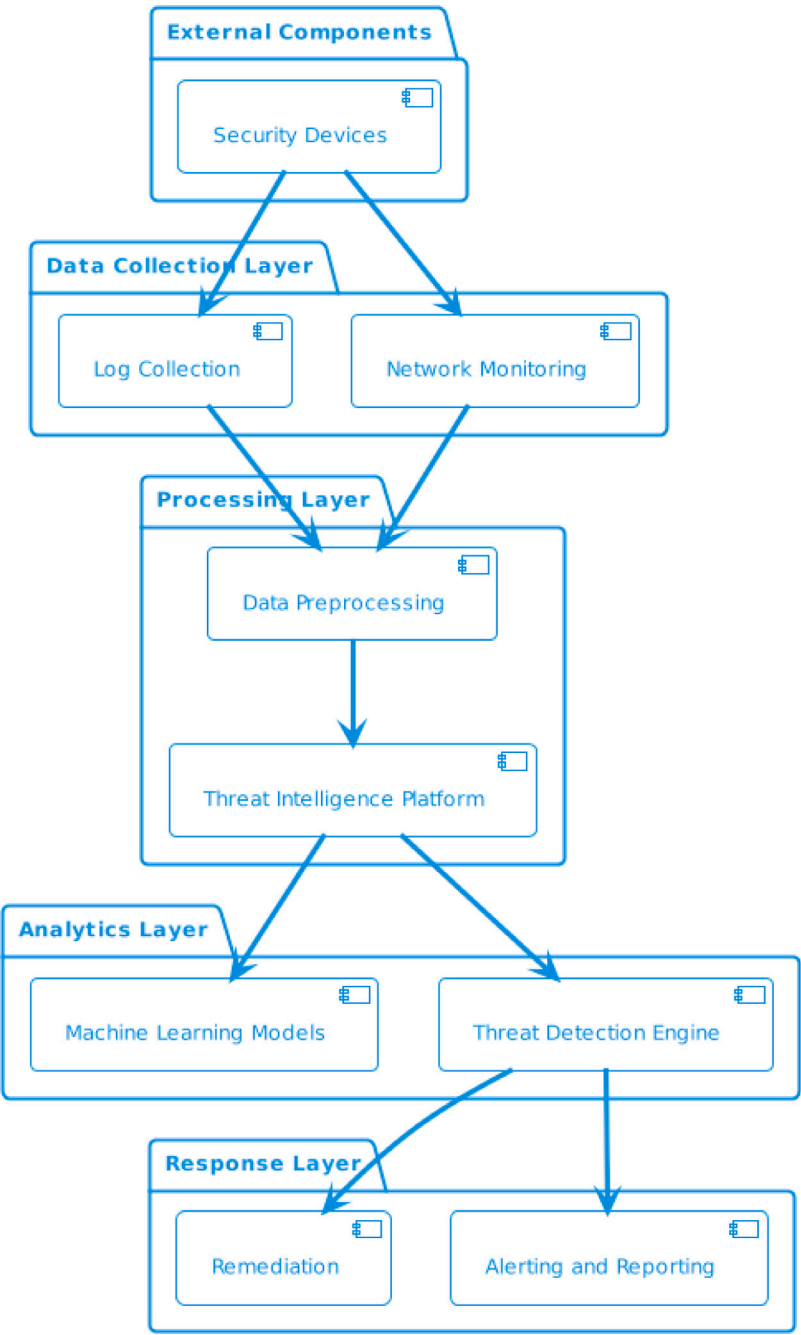 External Components
Security Devices
Data Collection Layer
Log Collection
Network Monitoring
Processing Layer
Data Preprocessing
Threat Intelligence Platform
Analytics Layer
Machine Learning Models
Threat Detection Engine
Response Layer
Remediation
Alerting and Reporting